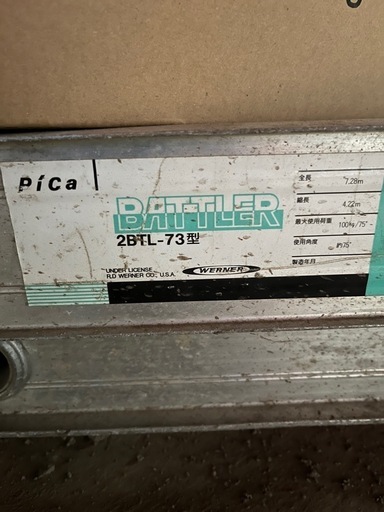 Pica
BATTLER
2BTL-73型
UNDER LICENSE
R.D WERNER CO., U.S.A.
WERNER
全長 7.28m
縮長 4.22m
最大使用荷重 100kg/75°
使用角度 約75°
製造年月